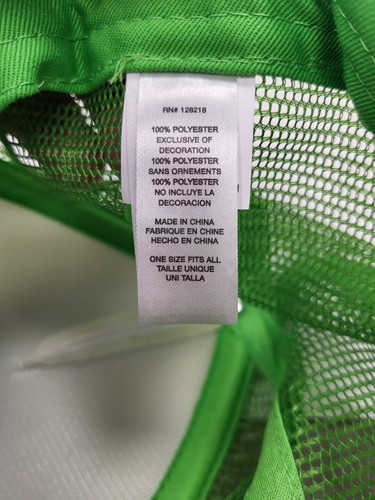 RN# 128218
100% POLYESTER
EXCLUSIVE OF
DECORATION
100% POLYESTER
SANS ORNEMENTS
100% POLYESTER
NO INCLUYE LA
DECORACION
MADE IN CHINA
FABRIQUE EN CHINE
HECHO EN CHINA
ONE SIZE FITS ALL
TAILLE UNIQUE
UNI TALLA